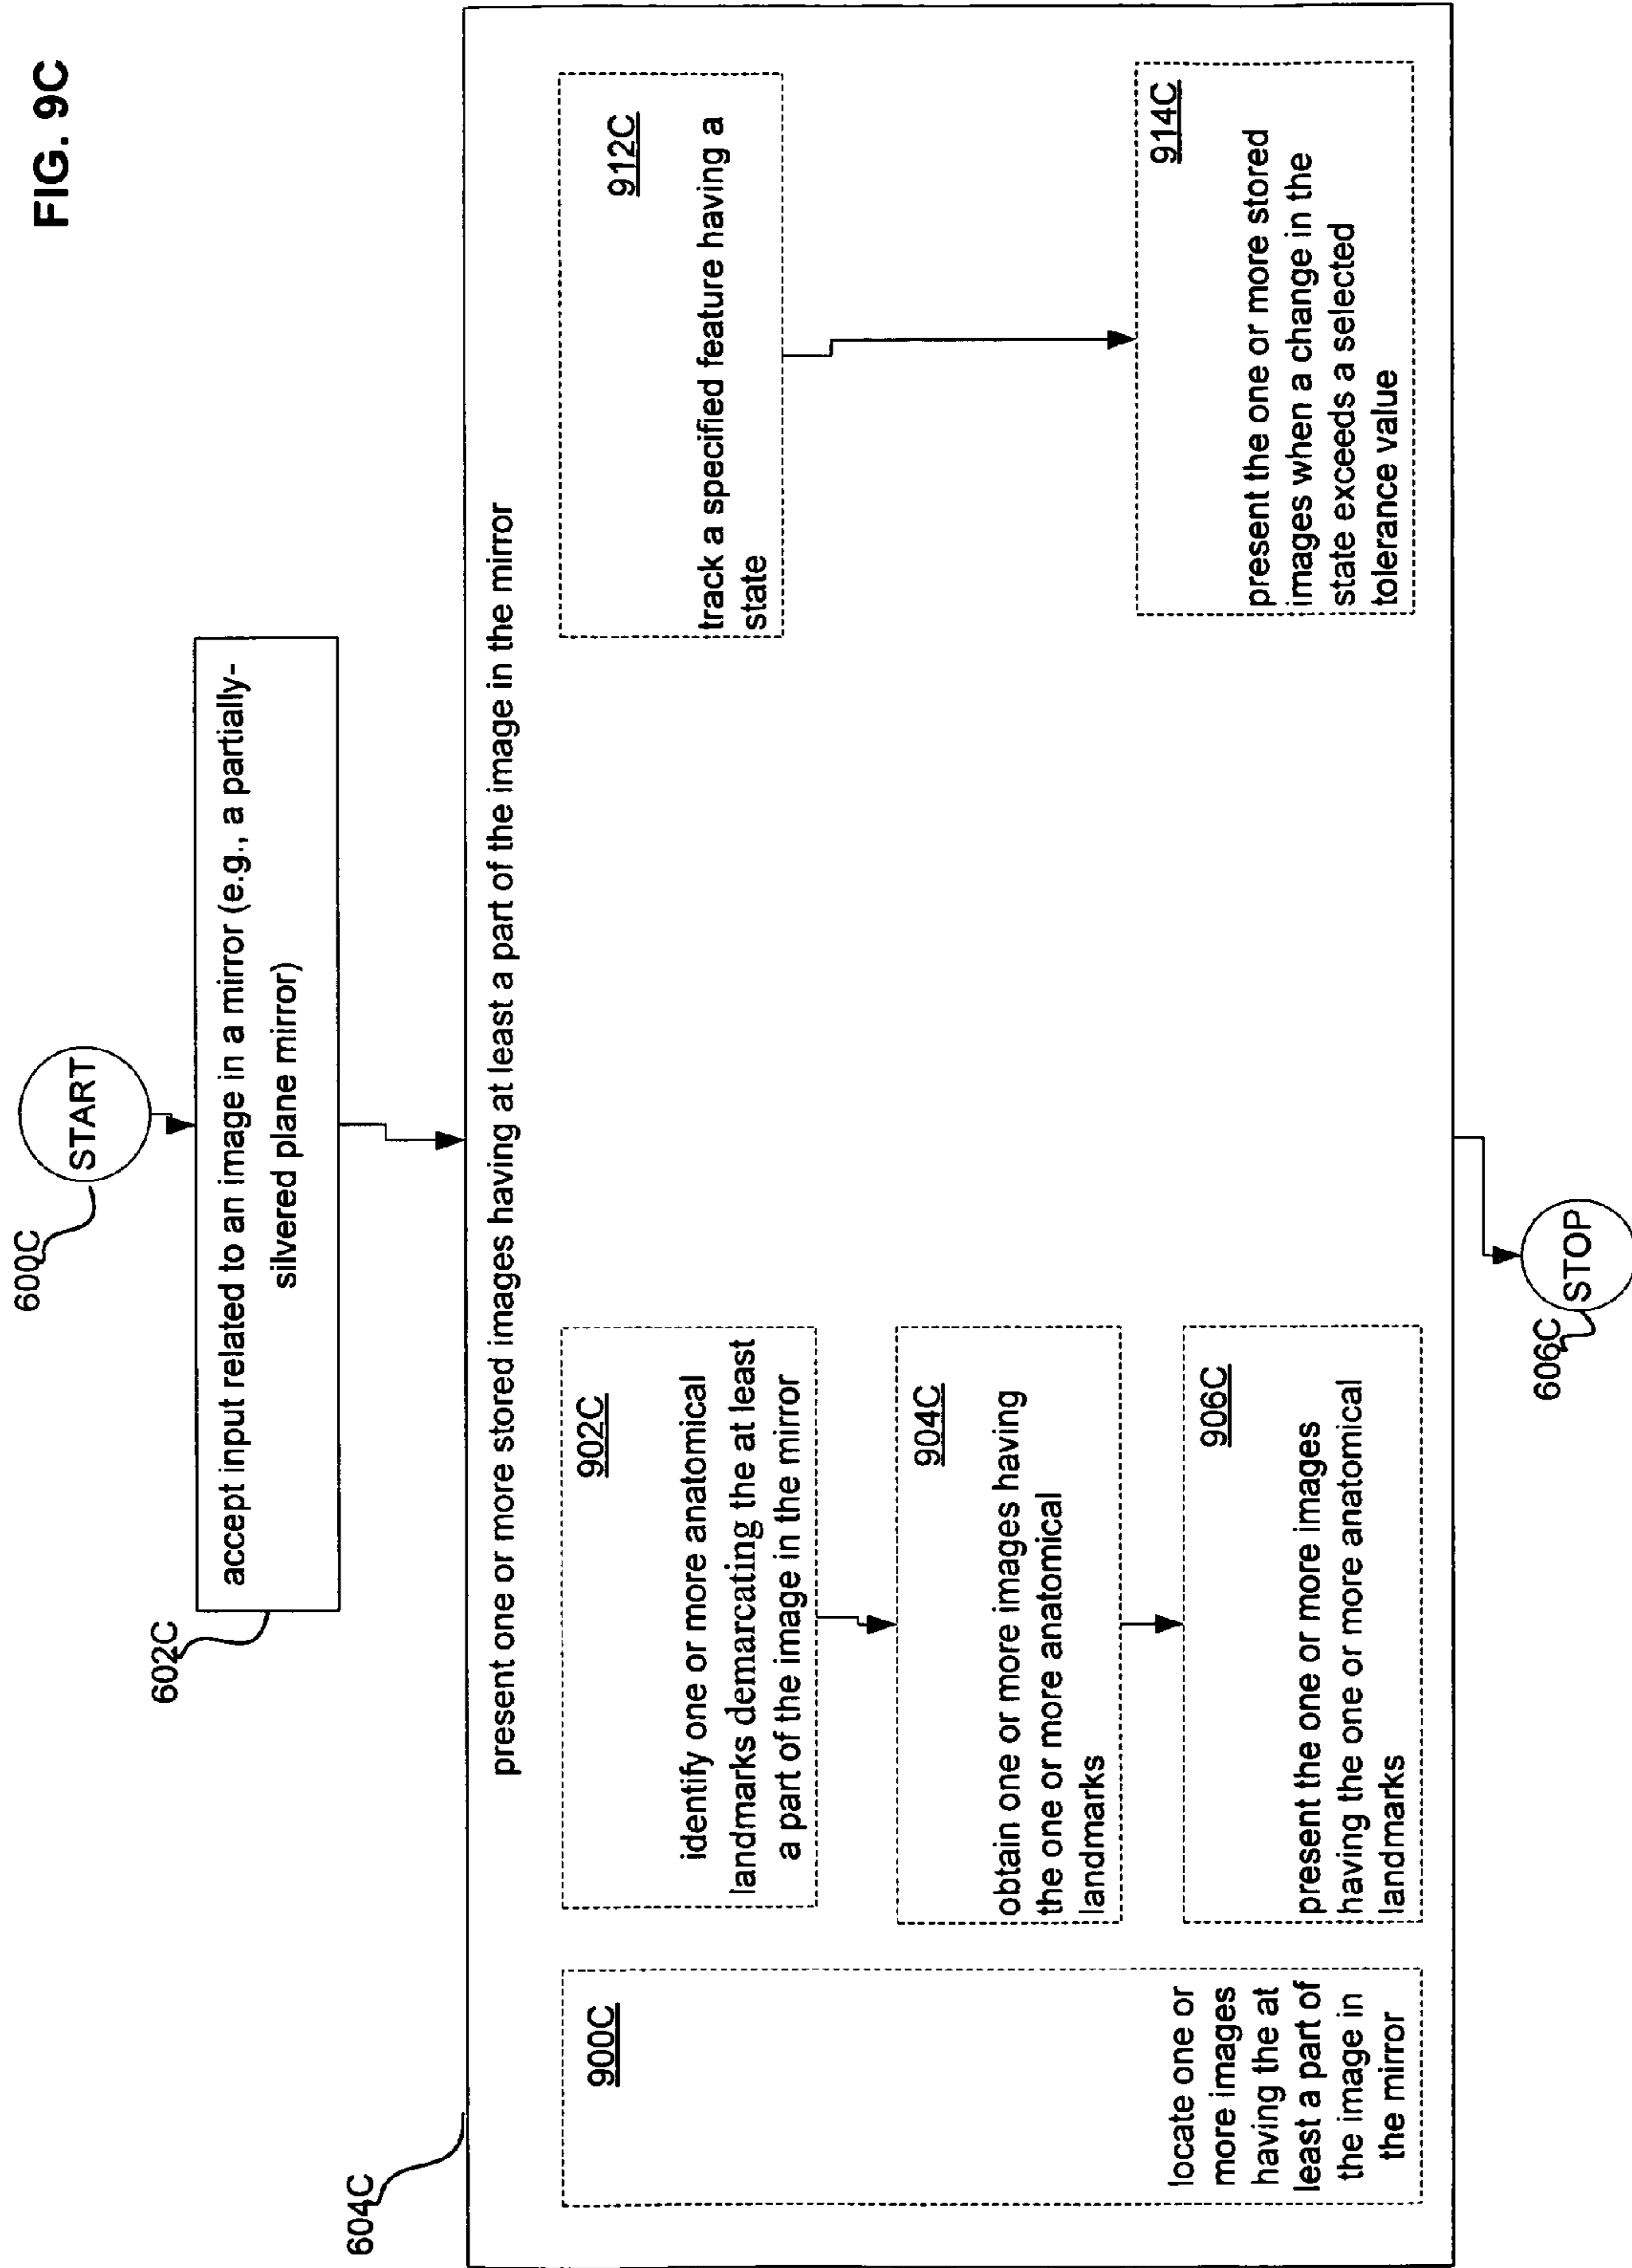 FIG. 9C
600C
START
602C
accept input related to an image in a mirror (e.g., a partially-
silvered plane mirror)
604C
present one or more stored images having at least a part of the image in the mirror
900C
locate one or
more images
having the at
least a part of
the image in
the mirror
902C
identify one or more anatomical
landmarks demarcating the at least
a part of the image in the mirror
904C
obtain one or more images having
the one or more anatomical
landmarks
906C
present the one or more images
having the one or more anatomical
landmarks
912C
track a specified feature having a
state
914C
present the one or more stored
images when a change in the
state exceeds a selected
tolerance value
606C
STOP